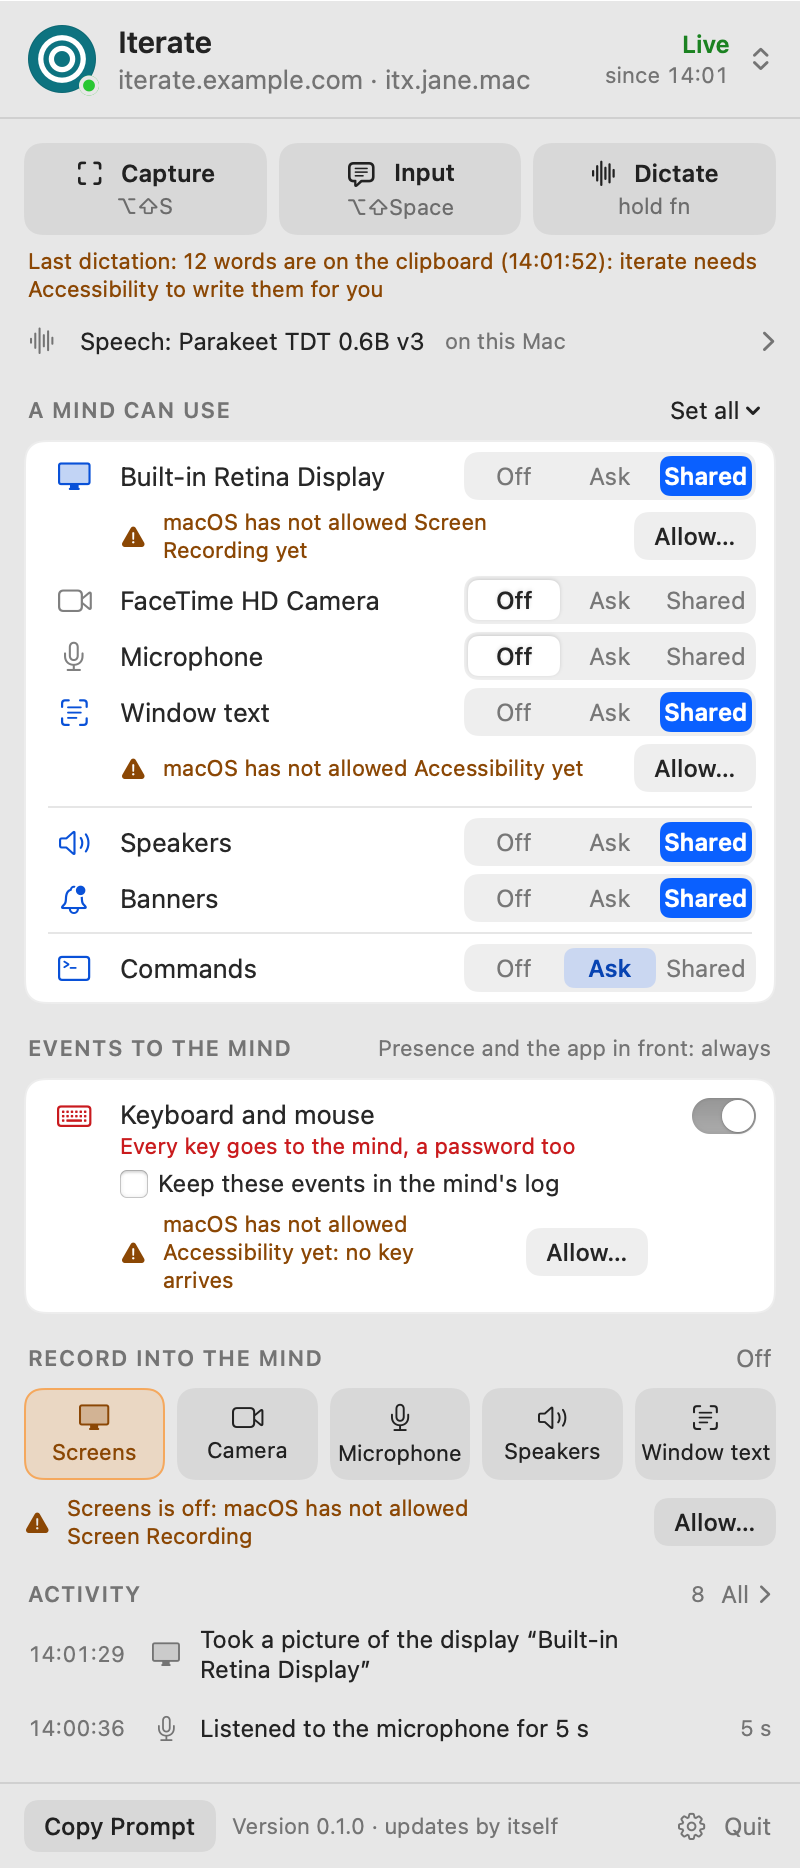 Iterate
iterate.example.com · itx.jane.mac
Live
since 14:01
Capture
⌥⇧S
Input
⌥⇧Space
Dictate
hold fn
Last dictation: 12 words are on the clipboard (14:01:52): iterate needs
Accessibility to write them for you
Speech: Parakeet TDT 0.6B v3 on this Mac
A MIND CAN USE
Set all
Built-in Retina Display
Off Ask Shared
macOS has not allowed Screen
Recording yet
Allow...
FaceTime HD Camera
Off Ask Shared
Microphone
Off Ask Shared
Window text
Off Ask Shared
macOS has not allowed Accessibility yet
Allow...
Speakers
Off Ask Shared
Banners
Off Ask Shared
Commands
Off Ask Shared
EVENTS TO THE MIND
Presence and the app in front: always
Keyboard and mouse
Every key goes to the mind, a password too
Keep these events in the mind's log
macOS has not allowed
Accessibility yet: no key
arrives
Allow...
RECORD INTO THE MIND
Off
Screens
Camera
Microphone
Speakers
Window text
Screens is off: macOS has not allowed
Screen Recording
Allow...
ACTIVITY
8 All
14:01:29
Took a picture of the display “Built-in
Retina Display”
14:00:36
Listened to the microphone for 5 s
5 s
Copy Prompt
Version 0.1.0 · updates by itself
Quit